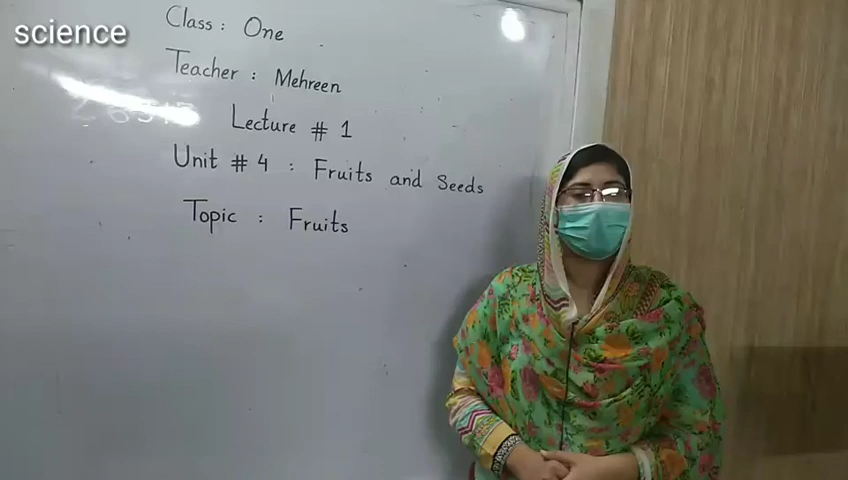 science
Class : One
Teacher : Mehreen
Lecture # 1
Unit # 4 : Fruits and Seeds
Topic : Fruits